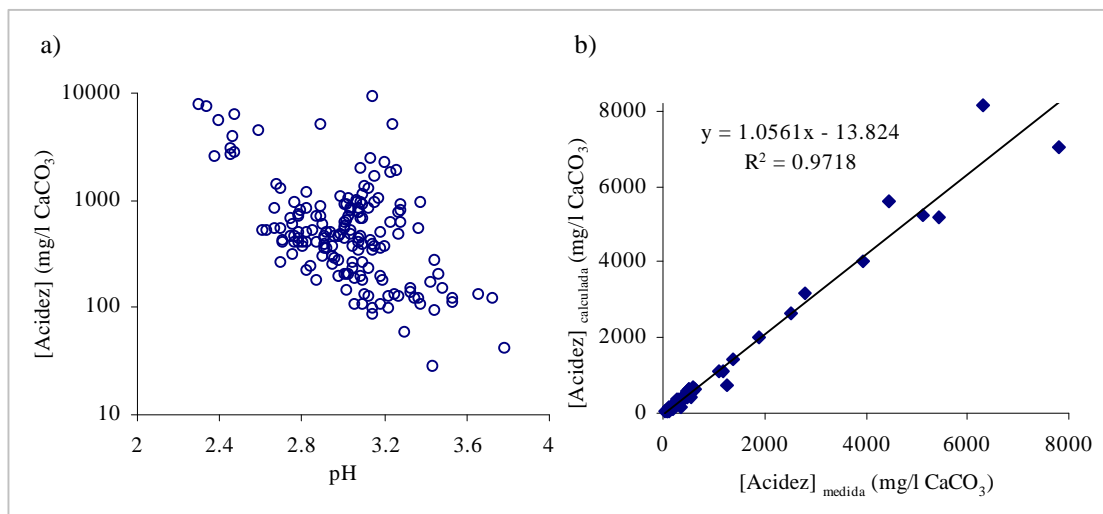 a)
[Acidez] (mg/l CaCO3)
10000
1000
100
10
2
2.4
2.8
3.2
3.6
4
pH
b)
[Acidez] calculada (mg/l CaCO3)
8000
6000
4000
2000
0
y = 1.0561x - 13.824
R² = 0.9718
0
2000
4000
6000
8000
[Acidez] medida (mg/l CaCO3)